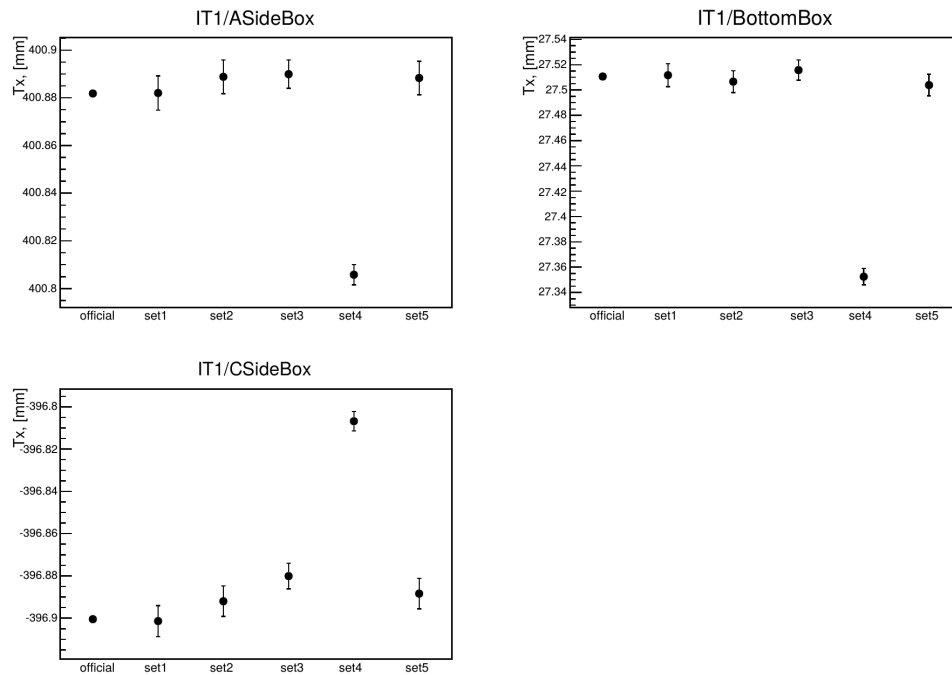 IT1/ASideBox
Tx, [mm]
400.9
400.88
400.86
400.84
400.82
400.8
official set1 set2 set3 set4 set5
IT1/BottomBox
Tx, [mm]
27.54
27.52
27.5
27.48
27.46
27.44
27.42
27.4
27.38
27.36
27.34
official set1 set2 set3 set4 set5
IT1/CSideBox
Tx, [mm]
-396.8
-396.82
-396.84
-396.86
-396.88
-396.9
official set1 set2 set3 set4 set5